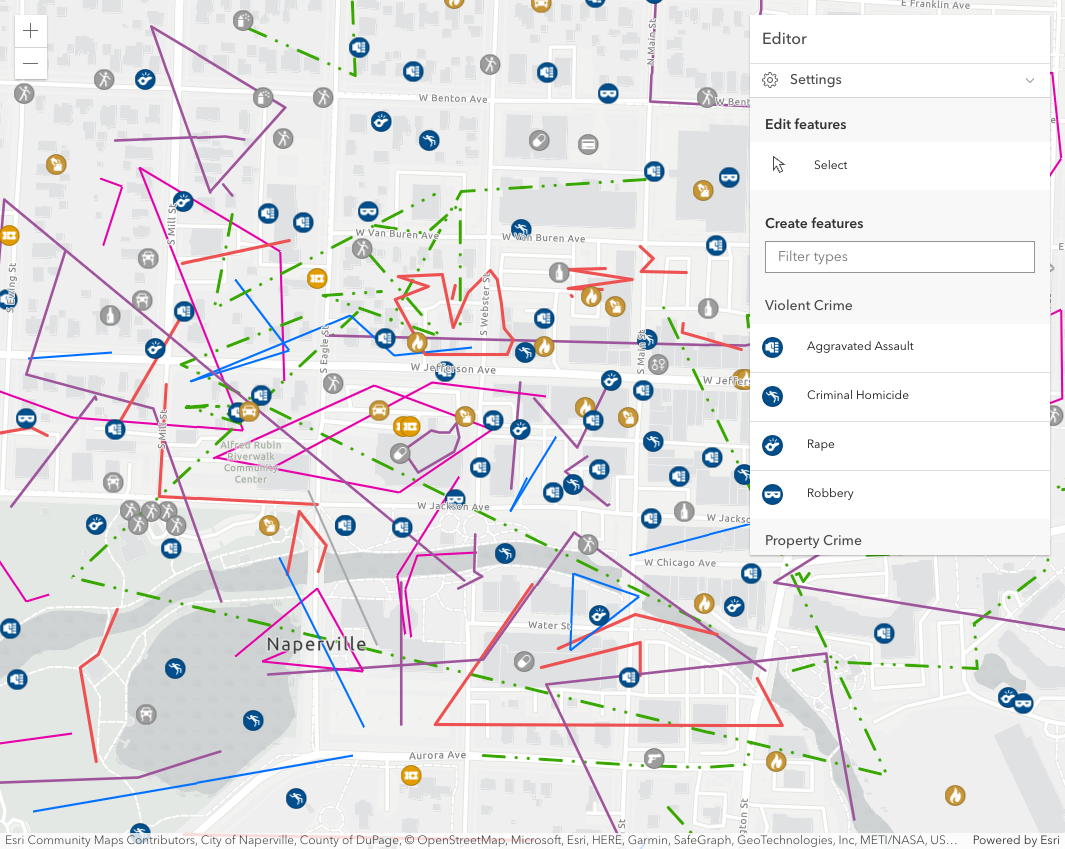 E Franklin Ave
N Main St
Editor
Settings
W Benton Ave
W Bent
Edit features
Select
Create features
Filter types
S Mill St
W Van Buren Ave
W Van Buren Ave
Violent Crime
S Webster St
S Eagle St
S Main St
Aggravated Assault
W Jefferson Ave
W Jeffers
Criminal Homicide
S Mill St
Alfred Rubin
Riverwalk
Community
Center
Rape
Robbery
W Jackson Ave
W Jackso
Property Crime
W Chicago Ave
Water St
Naperville
Aurora Ave
ngton St
St
Esri Community Maps Contributors, City of Naperville, County of DuPage, © OpenStreetMap, Microsoft, Esri, HERE, Garmin, SafeGraph, GeoTechnologies, Inc, METI/NASA, US...
Powered by Esri